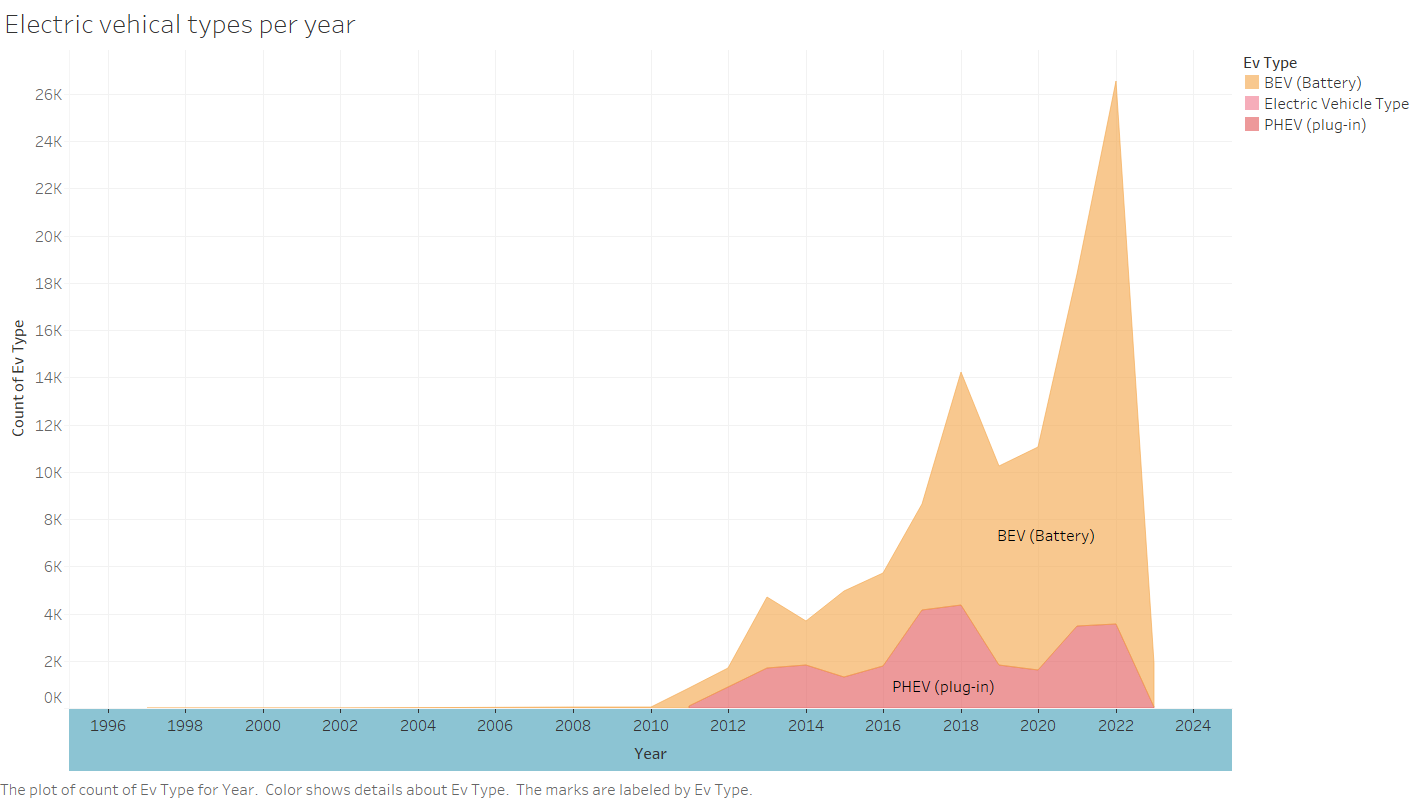 Electric vehical types per year
Ev Type
BEV (Battery)
Electric Vehicle Type
PHEV (plug-in)
26K
24K
22K
20K
18K
16K
14K
12K
10K
8K
6K
4K
2K
0K
Count of Ev Type
BEV (Battery)
PHEV (plug-in)
1996 1998 2000 2002 2004 2006 2008 2010 2012 2014 2016 2018 2020 2022 2024
Year
The plot of count of Ev Type for Year.  Color shows details about Ev Type.  The marks are labeled by Ev Type.